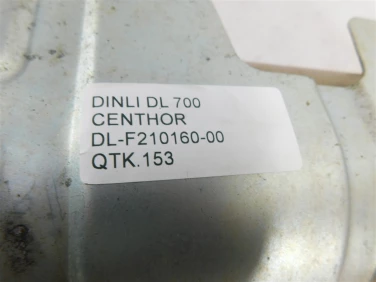 DINLI DL 700
CENTHOR
DL-F210160-00
QTK.153